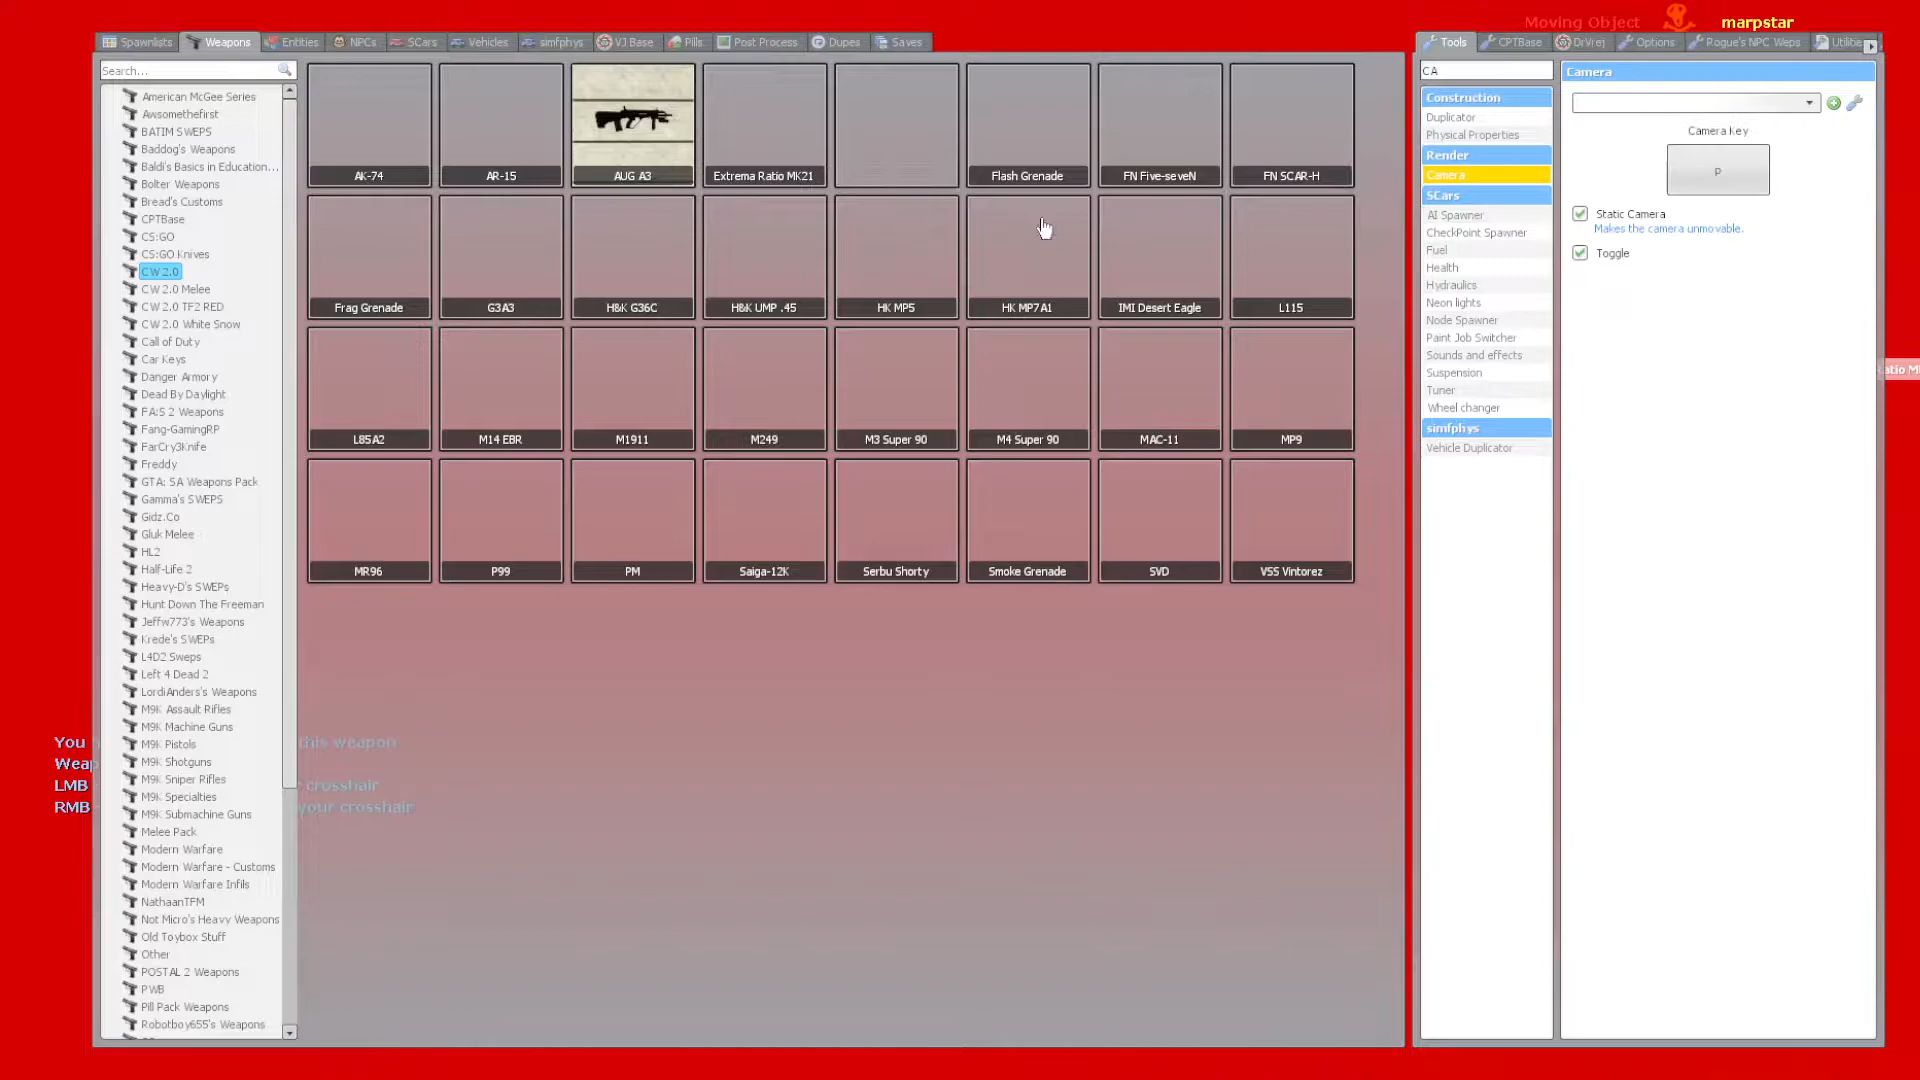 Moving Object marpstar
Spawnlists Weapons Entities NPCs SCars Vehicles simfphys VJ Base Pills Post Process Dupes Saves
Tools CPTBase DrVrej Options Rogue's NPC Weps Utilitie
Search...
American McGee Series
Awsomethefirst
BATIM SWEPS
Baddog's Weapons
Baldi's Basics in Education...
Bolter Weapons
Bread's Customs
CPTBase
CS:GO
CS:GO Knives
CW 2.0
CW 2.0 Melee
CW 2.0 TF2 RED
CW 2.0 White Snow
Call of Duty
Car Keys
Danger Armory
Dead By Daylight
FA:S 2 Weapons
Fang-GamingRP
FarCry3Knife
Freddy
GTA: SA Weapons Pack
Gamma's SWEPS
Gidz.Co
Gluk Melee
HL2
Half-Life 2
Heavy-D's SWEPs
Hunt Down The Freeman
Jeffw773's Weapons
Krede's SWEPs
L4D2 Sweps
Left 4 Dead 2
LordiAnders's Weapons
M9K Assault Rifles
M9K Machine Guns
M9K Pistols
M9K Shotguns
M9K Sniper Rifles
M9K Specialties
M9K Submachine Guns
Melee Pack
Modern Warfare
Modern Warfare - Customs
Modern Warfare Infils
NathaanTFM
Not Micro's Heavy Weapons
Old Toybox Stuff
Other
POSTAL 2 Weapons
PWB
Pill Pack Weapons
Robotboy655's Weapons
You this weapon
Weap
LMB crosshair
RMB your crosshair
AK-74 AR-15 AUG A3 Extrema Ratio MK21 Flash Grenade FN Five-seveN FN SCAR-H
Frag Grenade G3A3 H&K G36C H&K UMP .45 HK MP5 HK MP7A1 IMI Desert Eagle L115
L85A2 M14 EBR M1911 M249 M3 Super 90 M4 Super 90 MAC-11 MP9
MR96 P99 PM Saiga-12K Serbu Shorty Smoke Grenade SVD VSS Vintorez
CA
Construction
Duplicator
Physical Properties
Render
Camera
SCars
AI Spawner
CheckPoint Spawner
Fuel
Health
Hydraulics
Neon lights
Node Spawner
Paint Job Switcher
Sounds and effects
Suspension
Tuner
Wheel changer
simfphys
Vehicle Duplicator
Camera
Camera Key
P
Static Camera
Makes the camera unmovable.
Toggle
atio M